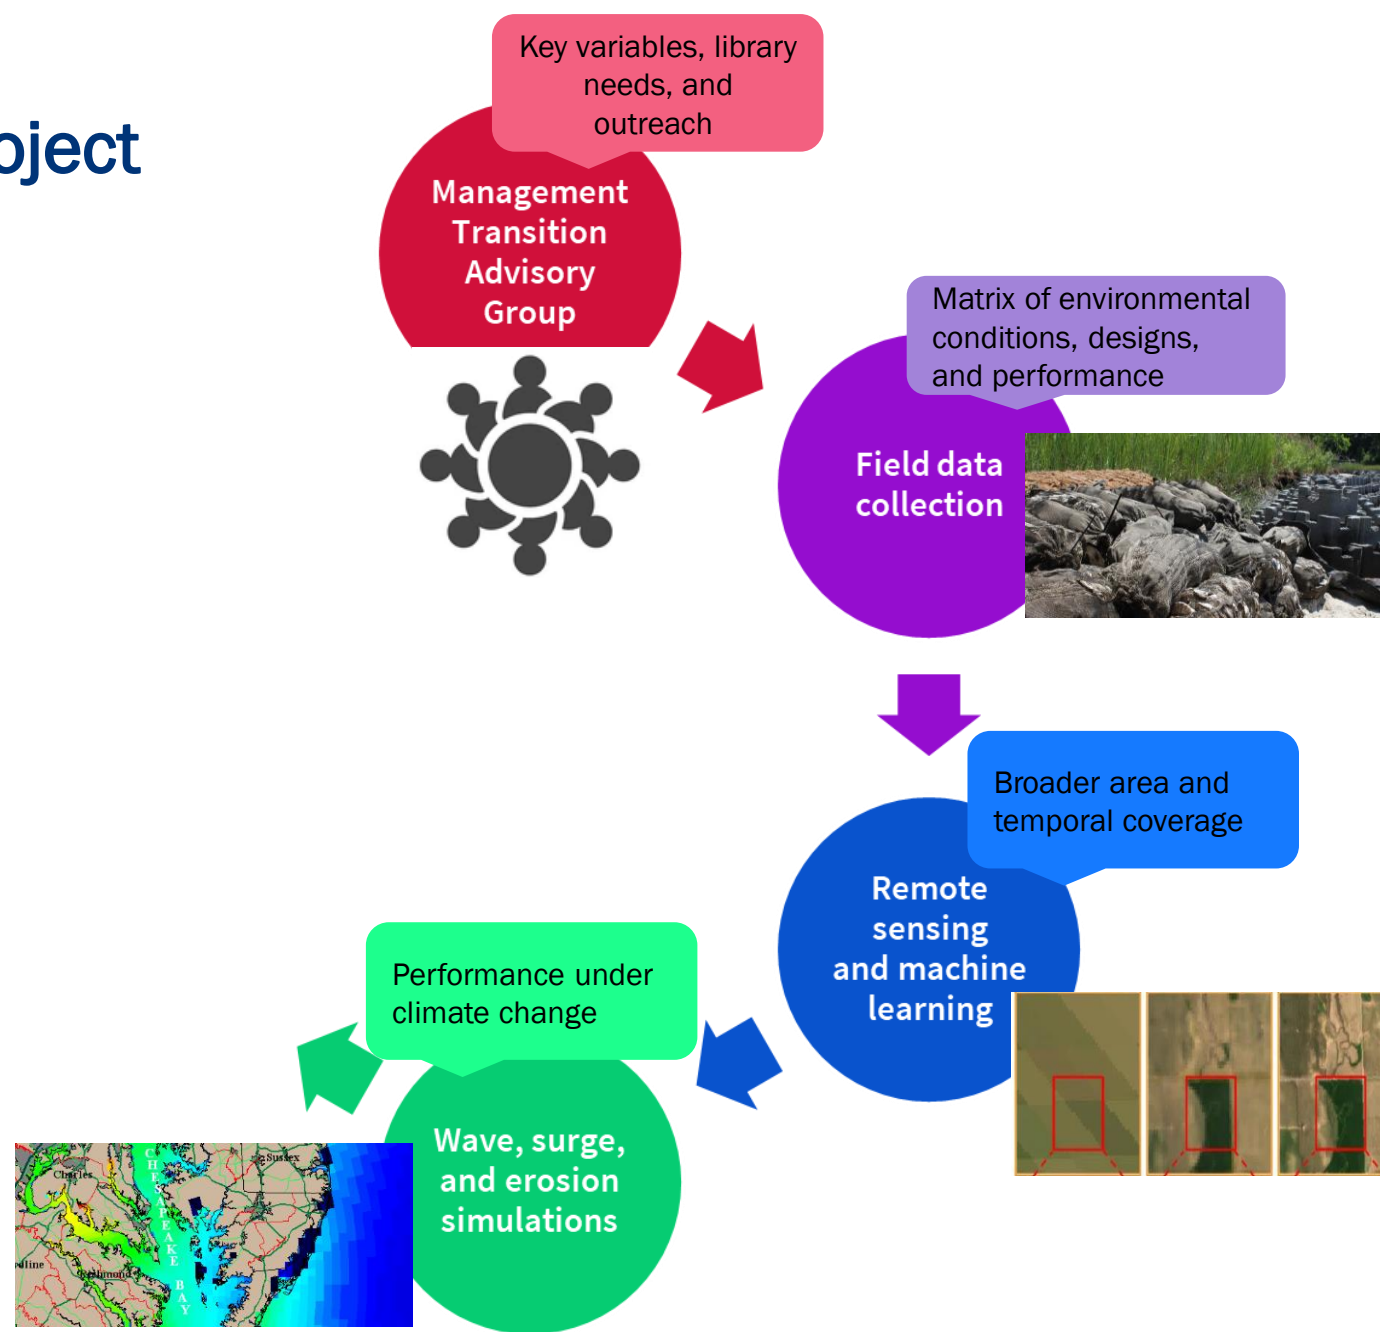 Key variables, library
needs, and
outreach
oject
Management
Transition
Advisory
Group
Matrix of environmental
conditions, designs,
and performance
Field data
collection
Broader area and
temporal coverage
Remote
sensing
and machine
learning
Performance under
climate change
Wave, surge,
and erosion
simulations
CHESAPEAKE BAY
Charles
Sussex
Richmond